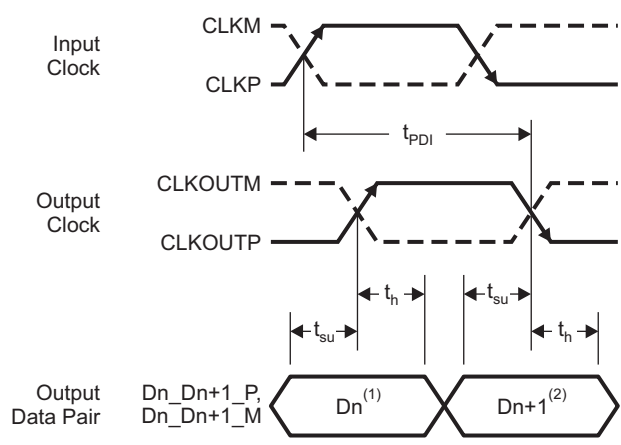 CLKM
Input
Clock
CLKP
tPDI
CLKOUTM
Output
Clock
CLKOUTP
th
tsu
tsu
th
Output
Data Pair
Dn_Dn+1_P,
Dn_Dn+1_M
Dn(1)
Dn+1(2)